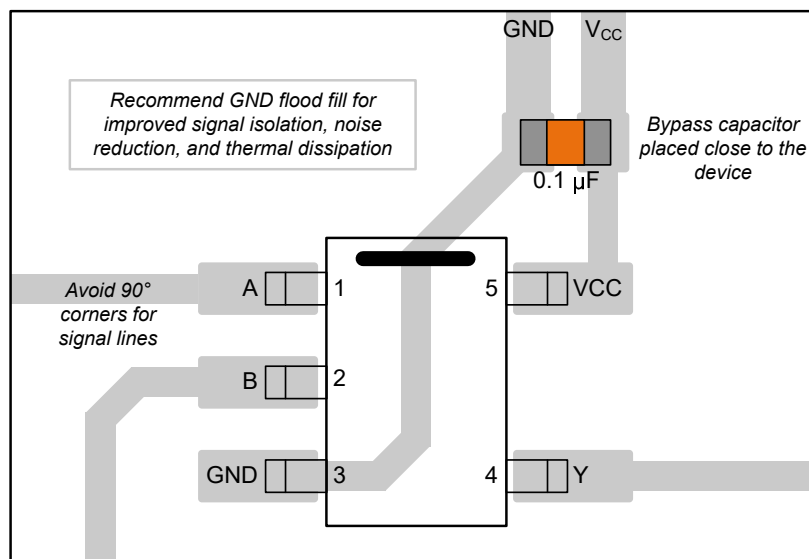 GND VCC
Recommend GND flood fill for
improved signal isolation, noise
reduction, and thermal dissipation
Bypass capacitor
placed close to the
device
0.1 µF
A 1 5 VCC
Avoid 90°
corners for
signal lines
B 2
GND 3 4 Y